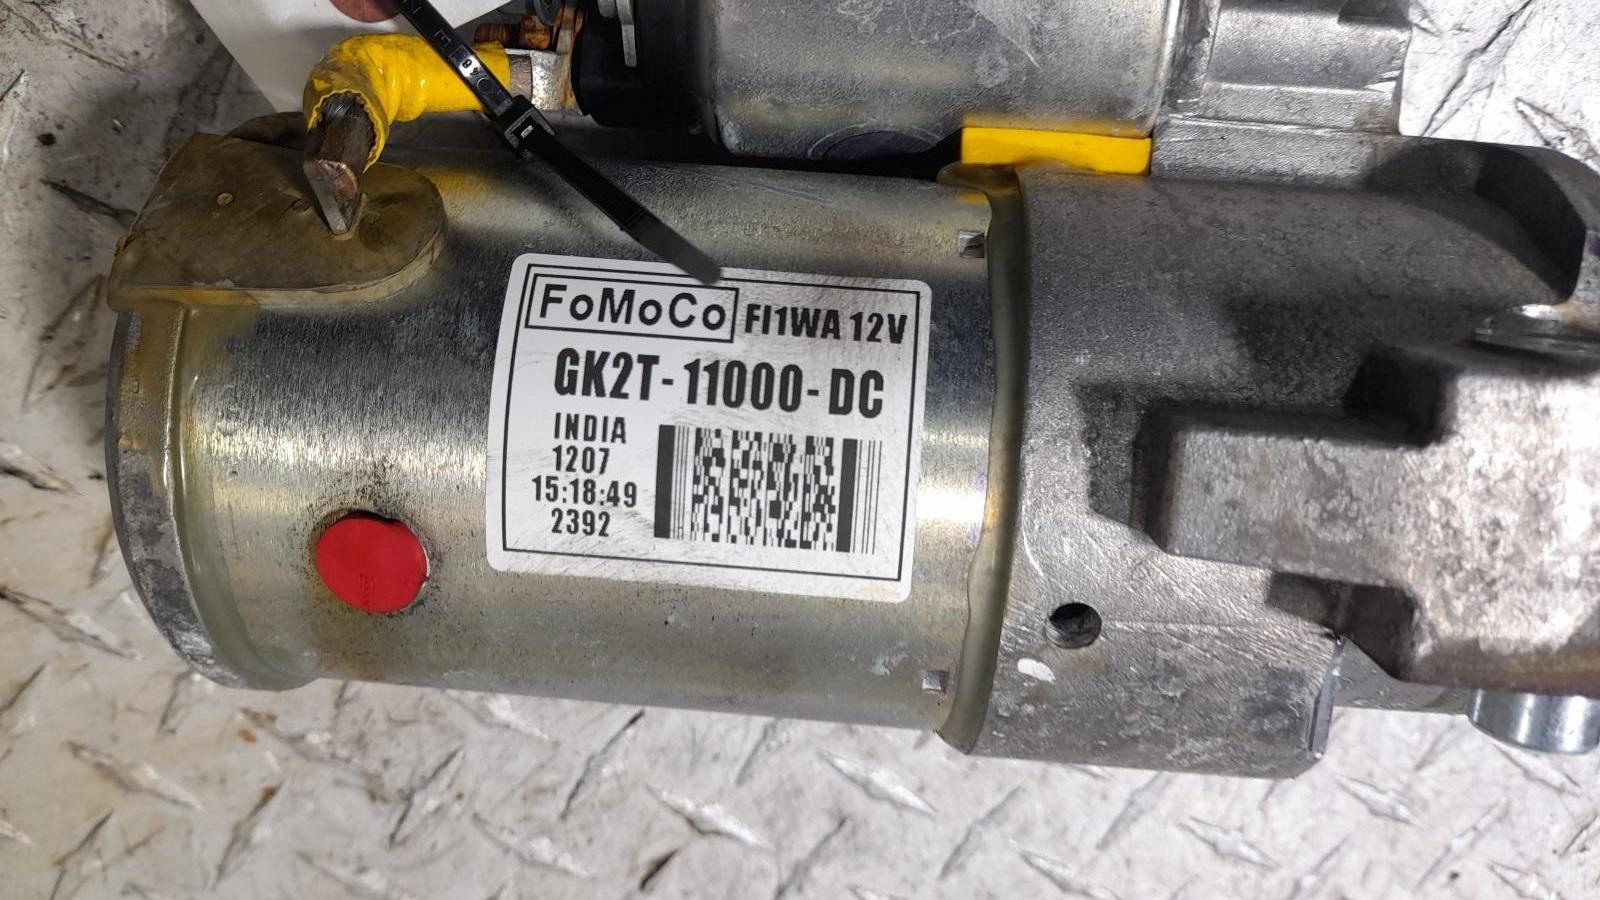 FoMoCo FI1WA 12V
GK2T-11000-DC
INDIA
1207
15:18:49
2392